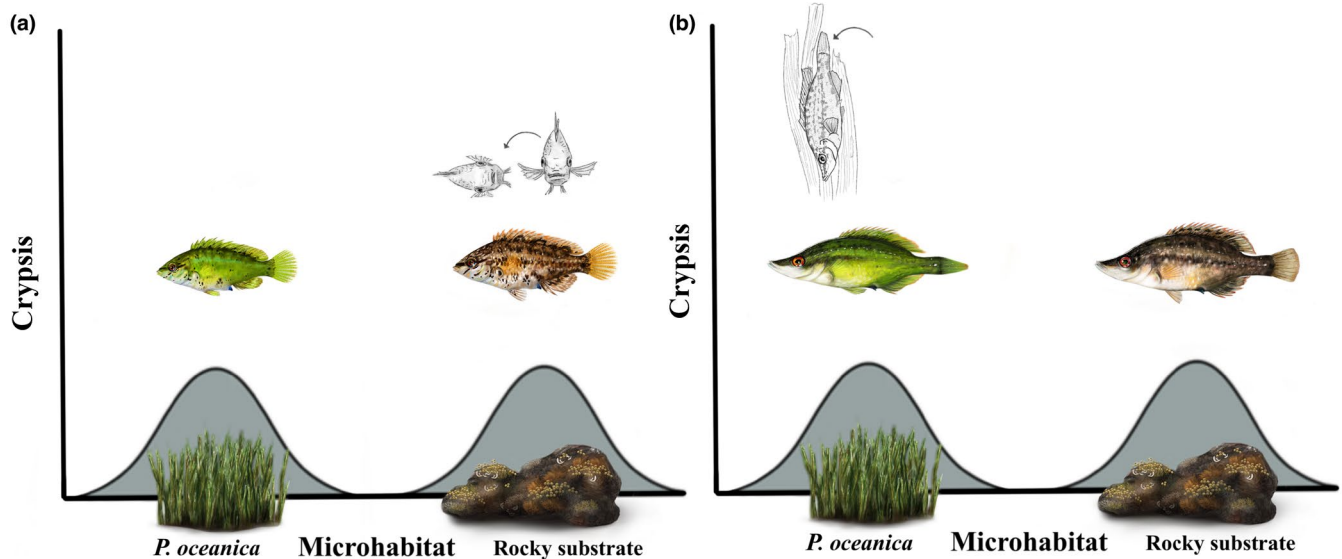 (a)
Crypsis
P. oceanica
Microhabitat
Rocky substrate
(b)
Crypsis
P. oceanica
Microhabitat
Rocky substrate